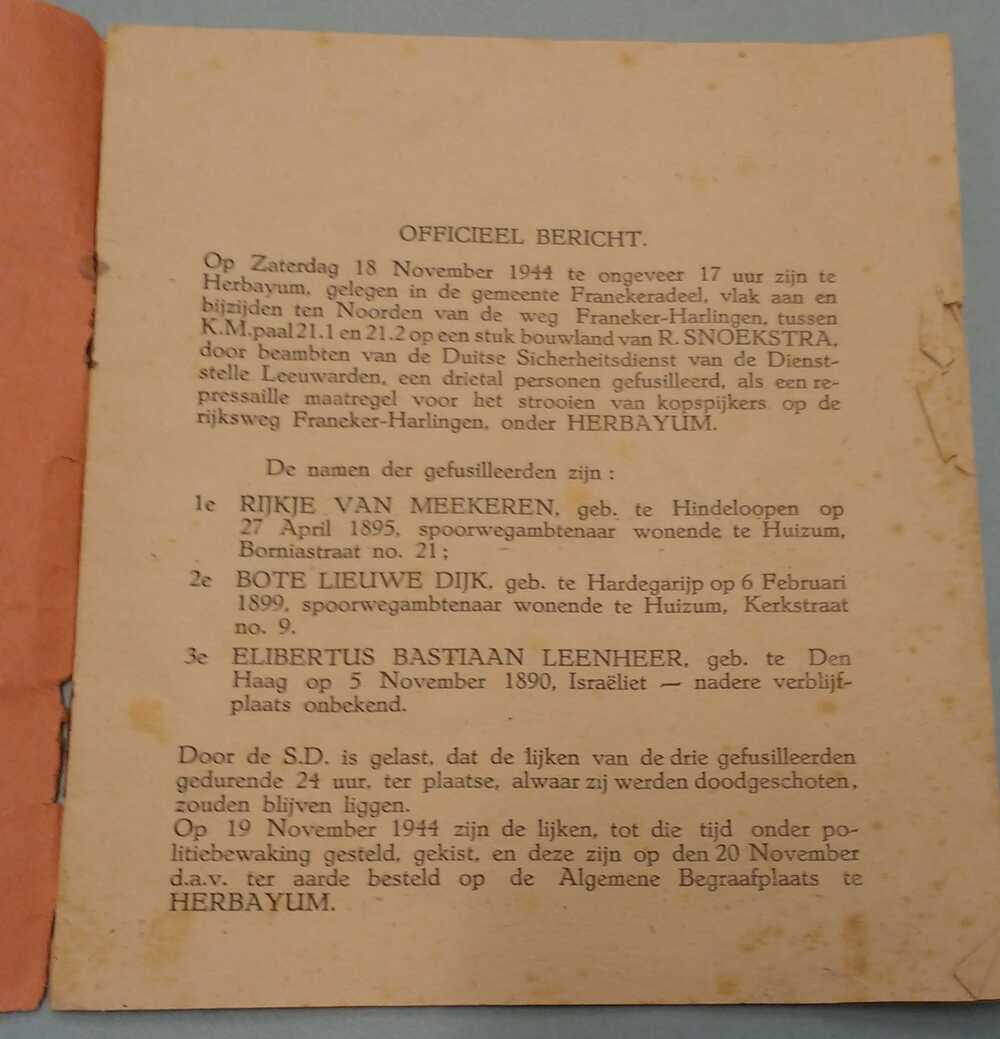 OFFICIEEL BERICHT.
Op Zaterdag 18 November 1944 te ongeveer 17 uur zijn te
Herbayum, gelegen in de gemeente Franekeradeel, vlak aan en
bijzijden ten Noorden van de weg Franeker-Harlingen, tussen
K.M.paal 21.1 en 21.2 op een stuk bouwland van R. SNOEKSTRA,
door beambten van de Duitse Sicherheitsdienst van de Dienst-
stelle Leeuwarden, een drietal personen gefusilleerd, als een re-
pressaille maatregel voor het strooien van kopspijkers op de
rijksweg Franeker-Harlingen, onder HERBAYUM.
De namen der gefusilleerden zijn :
1e RIJKJE VAN MEEKEREN, geb. te Hindeloopen op
27 April 1895, spoorwegambtenaar wonende te Huizum,
Borniastraat no. 21 ;
2e BOTE LIEUWE DIJK, geb. te Hardegarijp op 6 Februari
1899, spoorwegambtenaar wonende te Huizum, Kerkstraat
no. 9.
3e ELIBERTUS BASTIAAN LEENHEER, geb. te Den
Haag op 5 November 1890, Israëliet — nadere verblijf-
plaats onbekend.
Door de S.D. is gelast, dat de lijken van de drie gefusilleerden
gedurende 24 uur, ter plaatse, alwaar zij werden doodgeschoten,
zouden blijven liggen.
Op 19 November 1944 zijn de lijken, tot die tijd onder po-
litiebewaking gesteld, gekist, en deze zijn op den 20 November
d.a.v. ter aarde besteld op de Algemene Begraafplaats te
HERBAYUM.